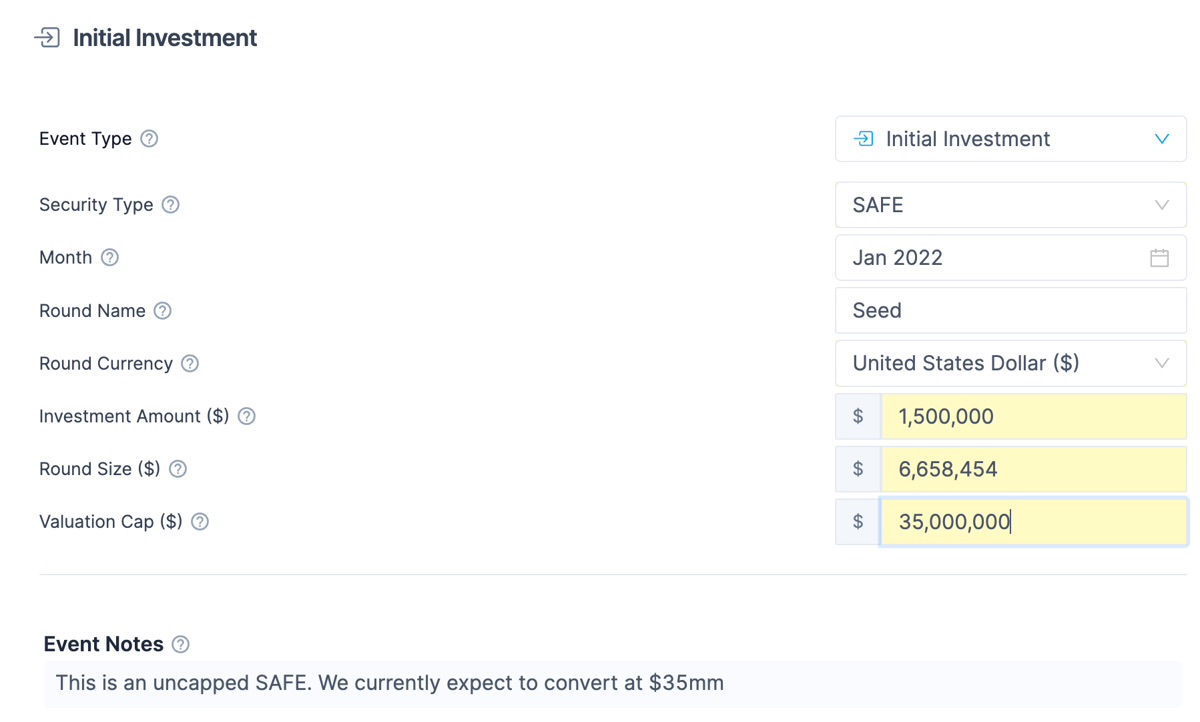 Initial Investment
Event Type
Initial Investment
Security Type
SAFE
Month
Jan 2022
Round Name
Seed
Round Currency
United States Dollar ($)
Investment Amount ($)
$ 1,500,000
Round Size ($)
$ 6,658,454
Valuation Cap ($)
$ 35,000,000
Event Notes
This is an uncapped SAFE. We currently expect to convert at $35mm